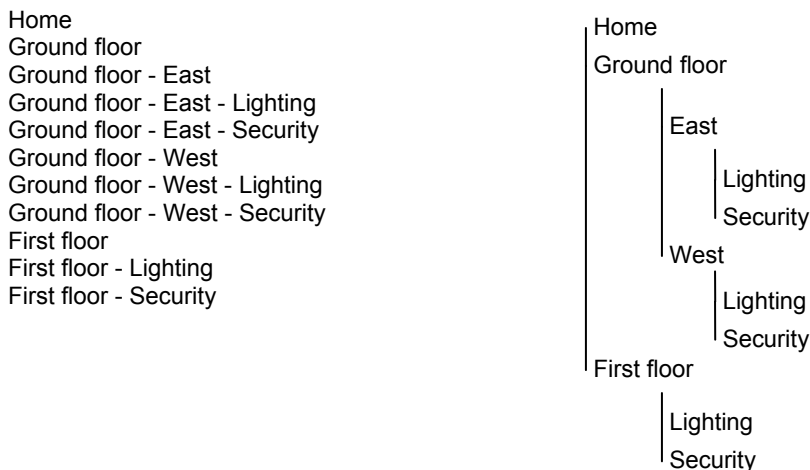 Home
Ground floor
Ground floor - East
Ground floor - East - Lighting
Ground floor - East - Security
Ground floor - West
Ground floor - West - Lighting
Ground floor - West - Security
First floor
First floor - Lighting
First floor - Security
Home
Ground floor
East
Lighting
Security
West
Lighting
Security
First floor
Lighting
Security